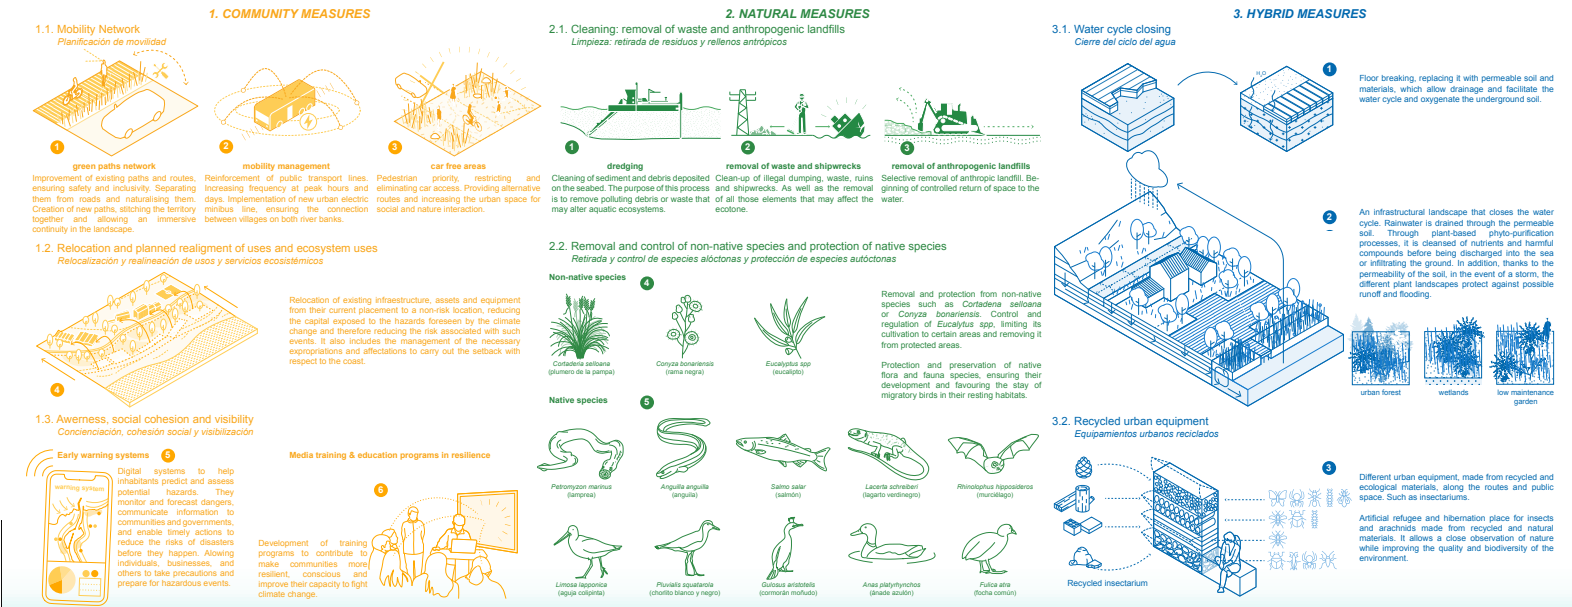 1. COMMUNITY MEASURES
1.1. Mobility Network
Planificación de movilidad
1
green paths network
Improvement of existing paths and routes,
ensuring safety and inclusivity. Separating
them from roads and naturalising them.
Creation of new paths, stitching the territory
together and allowing an immersive
continuity in the landscape.
2
mobility management
Reinforcement of public transport lines.
Increasing frequency at peak hours and
days. Implementation of new urban electric
minibus line, ensuring the connection
between villages on both river banks.
3
car free areas
Pedestrian priority, restricting and
eliminating car access. Providing alternative
routes and increasing the urban space for
social and nature interaction.
1.2. Relocation and planned realigment of uses and ecosystem uses
Relocalización y realineación de usos y servicios ecosistémicos
4
Relocation of existing infraestructure, assets and equipment
from their current placement to a non-risk location, reducing
the capital exposed to the hazards foreseen by the climate
change and therefore reducing the risk associated with such
events. It also includes the management of the necessary
expropriations and affectations to carry out the setback with
respect to the coast.
1.3. Awerness, social cohesion and visibility
Concienciación, cohesión social y visibilización
Early warning systems
5
warning system
Digital systems to help
inhabitants predict and assess
potential hazards. They
monitor and forecast dangers,
communicate information to
communities and governments,
and enable timely actions to
reduce the risks of disasters
before they happen. Alowing
individuals, businesses, and
others to take precautions and
prepare for hazardous events.
Media training & education programs in resilience
6
Development of training
programs to contribute to
make communities more
resilient, conscious and
improve their capacity to fight
climate change.
2. NATURAL MEASURES
2.1. Cleaning: removal of waste and anthropogenic landfills
Limpieza: retirada de residuos y rellenos antrópicos
1
dredging
Cleaning of sediment and debris deposited
on the seabed. The purpose of this process
is to remove polluting debris or waste that
may alter aquatic ecosystems.
2
removal of waste and shipwrecks
Clean-up of illegal dumping, waste, ruins
and shipwrecks. As well as the removal
of all those elements that may affect the
ecotone.
3
removal of anthropogenic landfills
Selective removal of anthropic landfill. Be-
ginning of controlled return of space to the
water.
2.2. Removal and control of non-native species and protection of native species
Retirada y control de especies alóctonas y protección de especies autóctonas
Non-native species
4
Cortaderia selloana
(plumero de la pampa)
Conyza bonariensis
(rama negra)
Eucalyptus spp
(eucalipto)
Removal and protection from non-native
species such as Cortadena selloana
or Conyza bonariensis. Control and
regulation of Eucalytus spp, limiting its
cultivation to certain areas and removing it
from protected areas.
Protection and preservation of native
flora and fauna species, ensuring their
development and favouring the stay of
migratory birds in their resting habitats.
Native species
5
Petromyzon marinus
(lamprea)
Anguilla anguilla
(anguila)
Salmo salar
(salmón)
Lacerta schreiberi
(lagarto verdinegro)
Rhinolophus hipposideros
(murciélago)
Limosa lapponica
(aguja colipinta)
Pluvialis squatarola
(chorlito blanco y negro)
Gulosus aristotelis
(cormorán moñudo)
Anas platyrhynchos
(ánade azulón)
Fulica atra
(focha común)
3. HYBRID MEASURES
3.1. Water cycle closing
Cierre del ciclo del agua
H₂O
1
Floor breaking, replacing it with permeable soil and
materials, which allow drainage and facilitate the
water cycle and oxygenate the underground soil.
2
An infrastructural landscape that closes the water
cycle. Rainwater is drained through the permeable
soil. Through plant-based phyto-purification
processes, it is cleansed of nutrients and harmful
compounds before being discharged into the sea
or infiltrating the ground. In addition, thanks to the
permeability of the soil, in the event of a storm, the
different plant landscapes protect against possible
runoff and flooding.
urban forest
wetlands
low maintenance
garden
3.2. Recycled urban equipment
Equipamientos urbanos reciclados
Recycled insectarium
3
Different urban equipment, made from recycled and
ecological materials, along the routes and public
space. Such as insectariums.
Artificial refugee and hibernation place for insects
and arachnids made from recycled and natural
materials. It allows a close observation of nature
while improving the quality and biodiversity of the
environment.